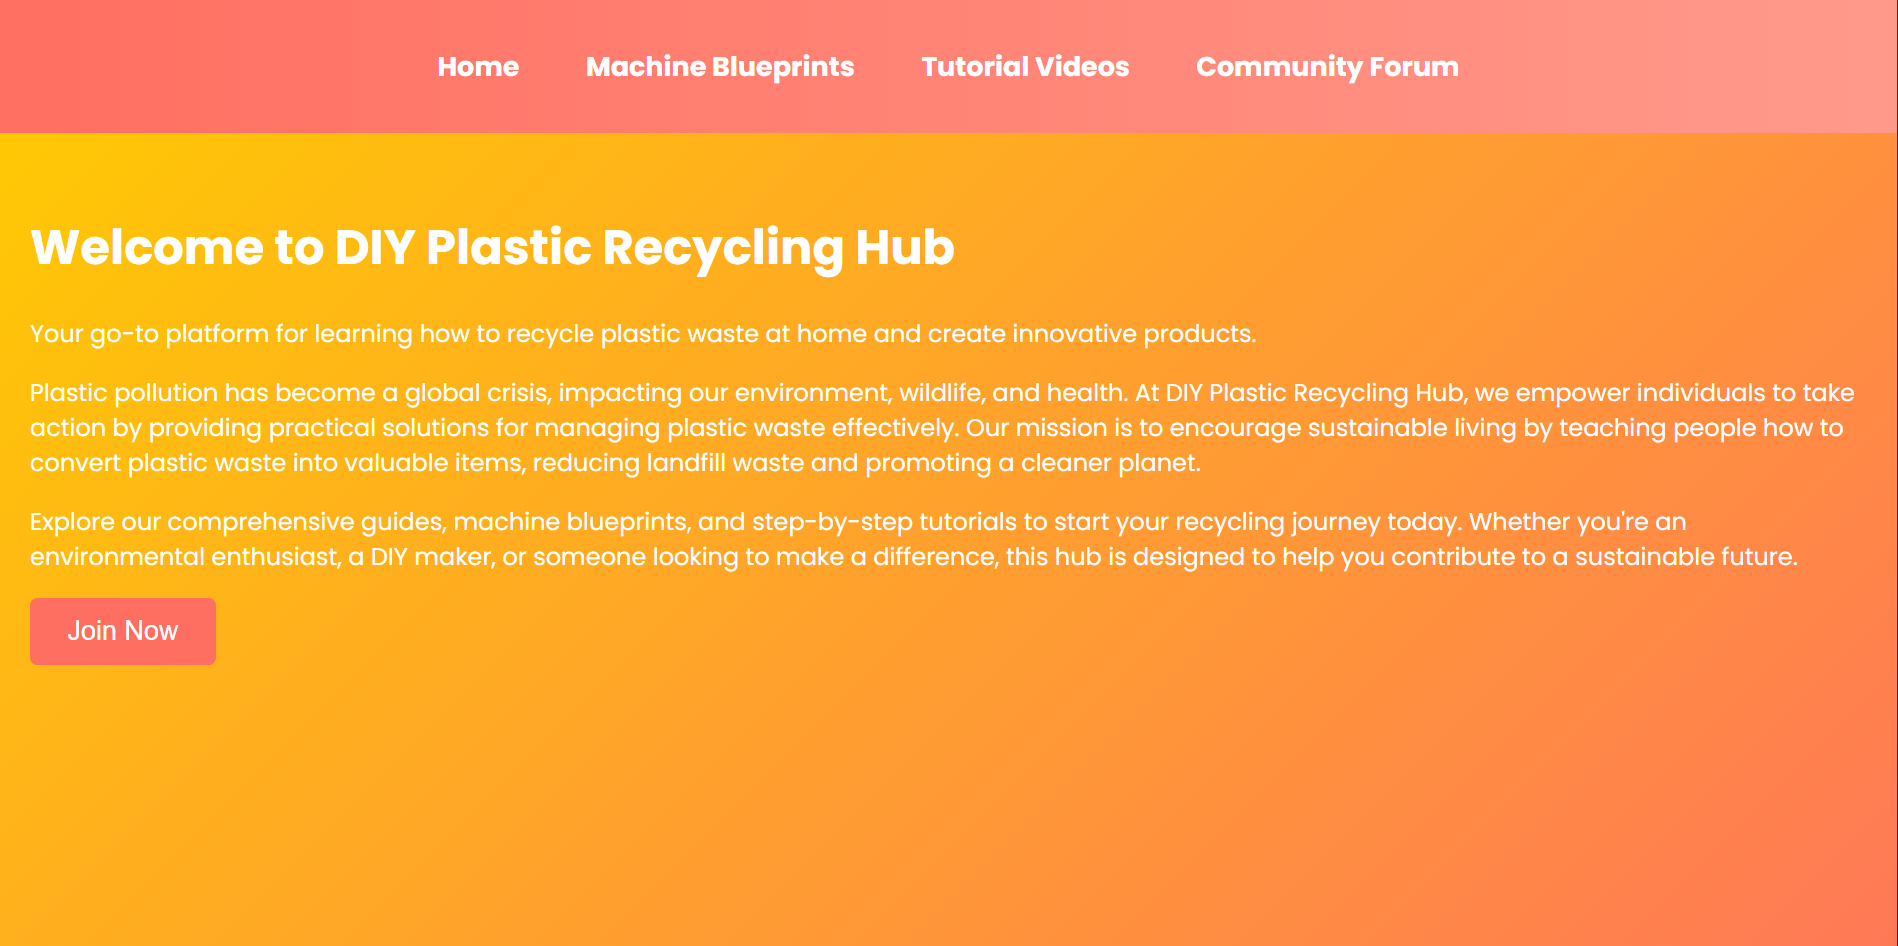 Home Machine Blueprints Tutorial Videos Community Forum
Welcome to DIY Plastic Recycling Hub
Your go-to platform for learning how to recycle plastic waste at home and create innovative products.
Plastic pollution has become a global crisis, impacting our environment, wildlife, and health. At DIY Plastic Recycling Hub, we empower individuals to take
action by providing practical solutions for managing plastic waste effectively. Our mission is to encourage sustainable living by teaching people how to
convert plastic waste into valuable items, reducing landfill waste and promoting a cleaner planet.
Explore our comprehensive guides, machine blueprints, and step-by-step tutorials to start your recycling journey today. Whether you're an
environmental enthusiast, a DIY maker, or someone looking to make a difference, this hub is designed to help you contribute to a sustainable future.
Join Now